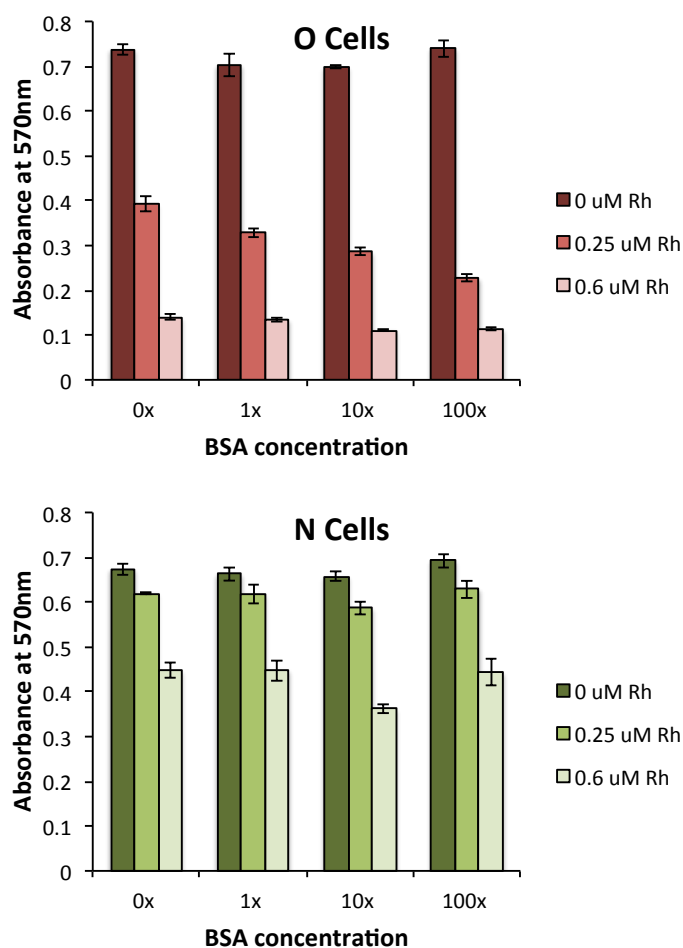 O Cells
0.8
0.7
0.6
0.5
0.4
0.3
0.2
0.1
0
Absorbance at 570nm
0x 1x 10x 100x
BSA concentration
0 uM Rh
0.25 uM Rh
0.6 uM Rh
N Cells
0.8
0.7
0.6
0.5
0.4
0.3
0.2
0.1
0
Absorbance at 570nm
0x 1x 10x 100x
BSA concentration
0 uM Rh
0.25 uM Rh
0.6 uM Rh